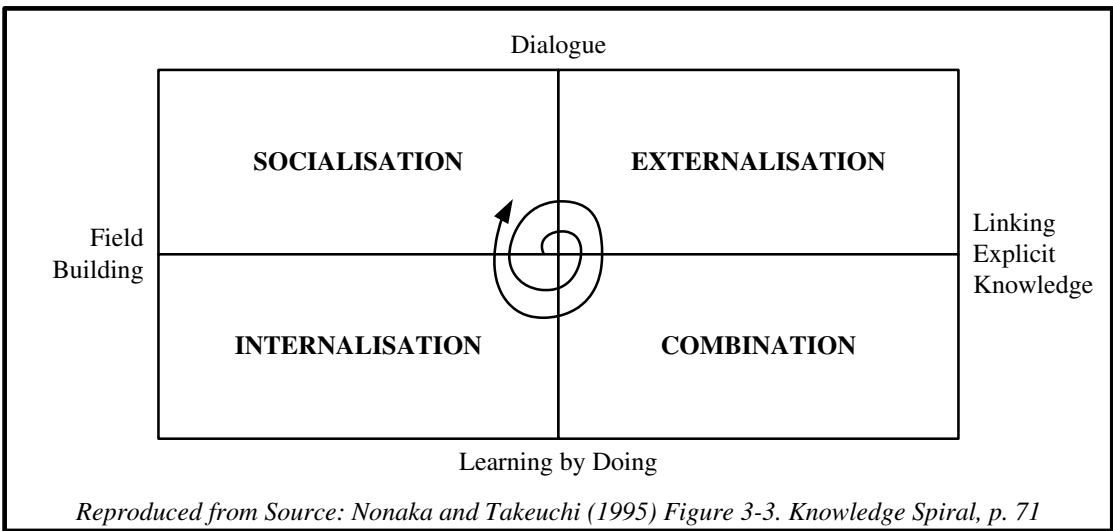 Dialogue
SOCIALISATION
EXTERNALISATION
Field
Building
Linking
Explicit
Knowledge
INTERNALISATION
COMBINATION
Learning by Doing
Reproduced from Source: Nonaka and Takeuchi (1995) Figure 3-3. Knowledge Spiral, p. 71